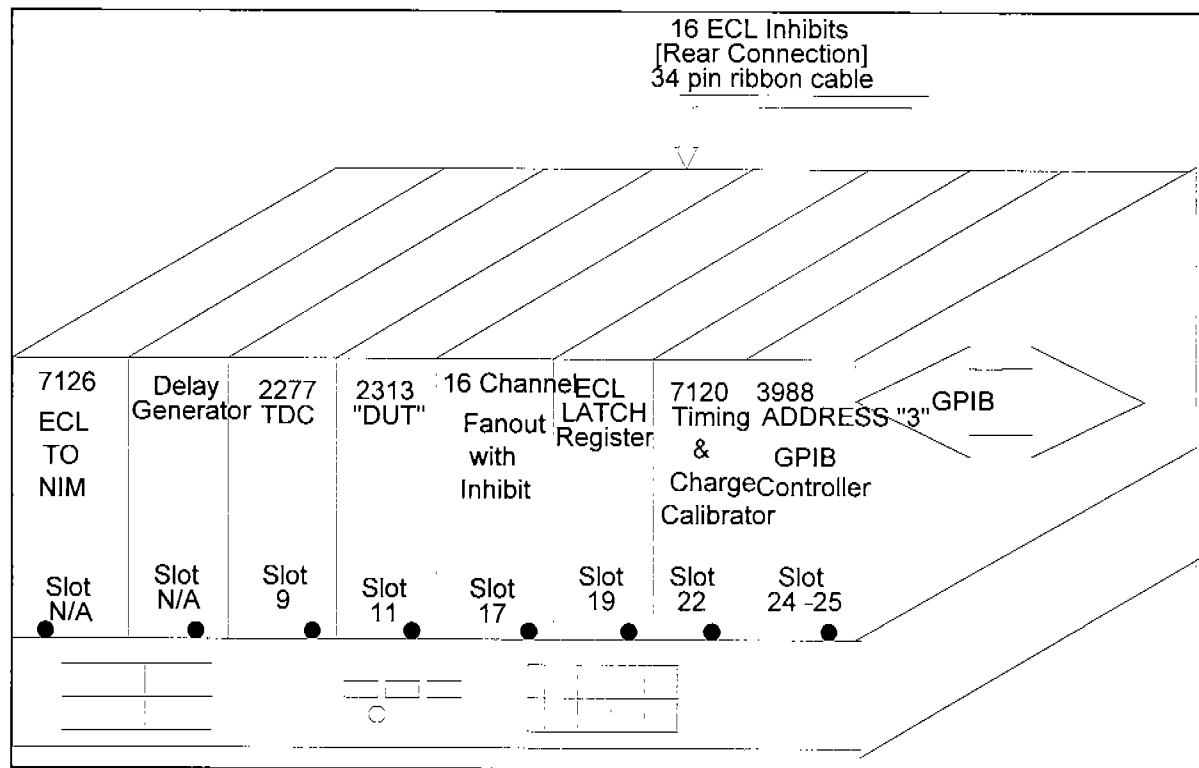 16 ECL Inhibits
[Rear Connection]
34 pin ribbon cable
7126
ECL
TO
NIM
Slot
N/A
Delay
Generator
Slot
N/A
2277
TDC
Slot
9
2313
"DUT"
Slot
11
16 Channel
Fanout
with
Inhibit
Slot
17
ECL
LATCH
Register
Slot
19
7120
Timing
&
Charge
Calibrator
Slot
22
3988
ADDRESS "3"
GPIB
Controller
Slot
24 -25
GPIB